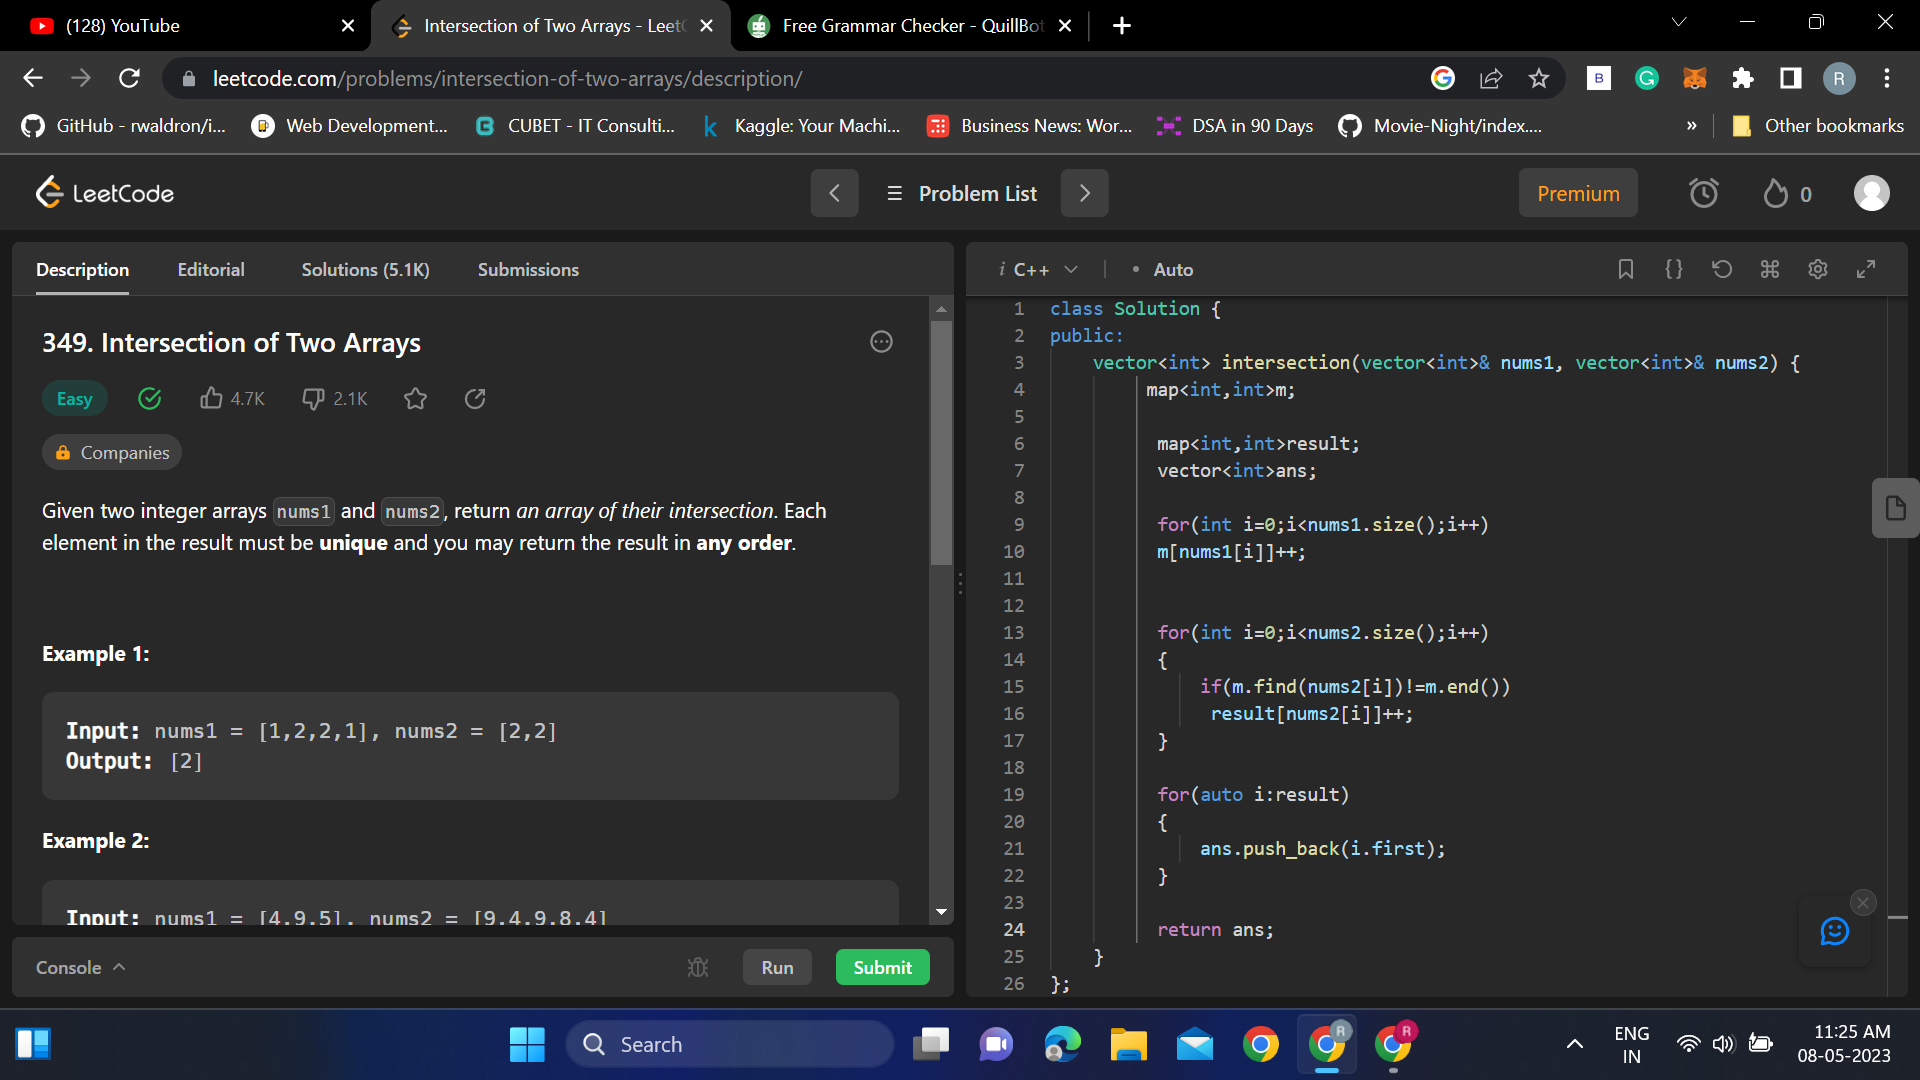 (128) YouTube
Intersection of Two Arrays - Leet
Free Grammar Checker - QuillBot
leetcode.com/problems/intersection-of-two-arrays/description/
B
R
GitHub - rwaldron/i...
Web Development...
CUBET - IT Consulti...
Kaggle: Your Machi...
Business News: Wor...
DSA in 90 Days
Movie-Night/index....
»
Other bookmarks
LeetCode
Problem List
Premium
0
Description
Editorial
Solutions (5.1K)
Submissions
i C++
• Auto
349. Intersection of Two Arrays
Easy
4.7K
2.1K
Companies
Given two integer arrays nums1 and nums2, return an array of their intersection. Each
element in the result must be unique and you may return the result in any order.
Example 1:
Input: nums1 = [1,2,2,1], nums2 = [2,2]
Output: [2]
Example 2:
Input: nums1 = [4,9,5], nums2 = [9,4,9,8,4]
Console
Run
Submit
1 class Solution {
2 public:
3 vector<int> intersection(vector<int>& nums1, vector<int>& nums2) {
4 map<int,int>m;
5
6 map<int,int>result;
7 vector<int>ans;
8
9 for(int i=0;i<nums1.size();i++)
10 m[nums1[i]]++;
11
12
13 for(int i=0;i<nums2.size();i++)
14 {
15 if(m.find(nums2[i])!=m.end())
16 result[nums2[i]]++;
17 }
18
19 for(auto i:result)
20 {
21 ans.push_back(i.first);
22 }
23
24 return ans;
25 }
26 };
Search
R
R
ENG
IN
11:25 AM
08-05-2023